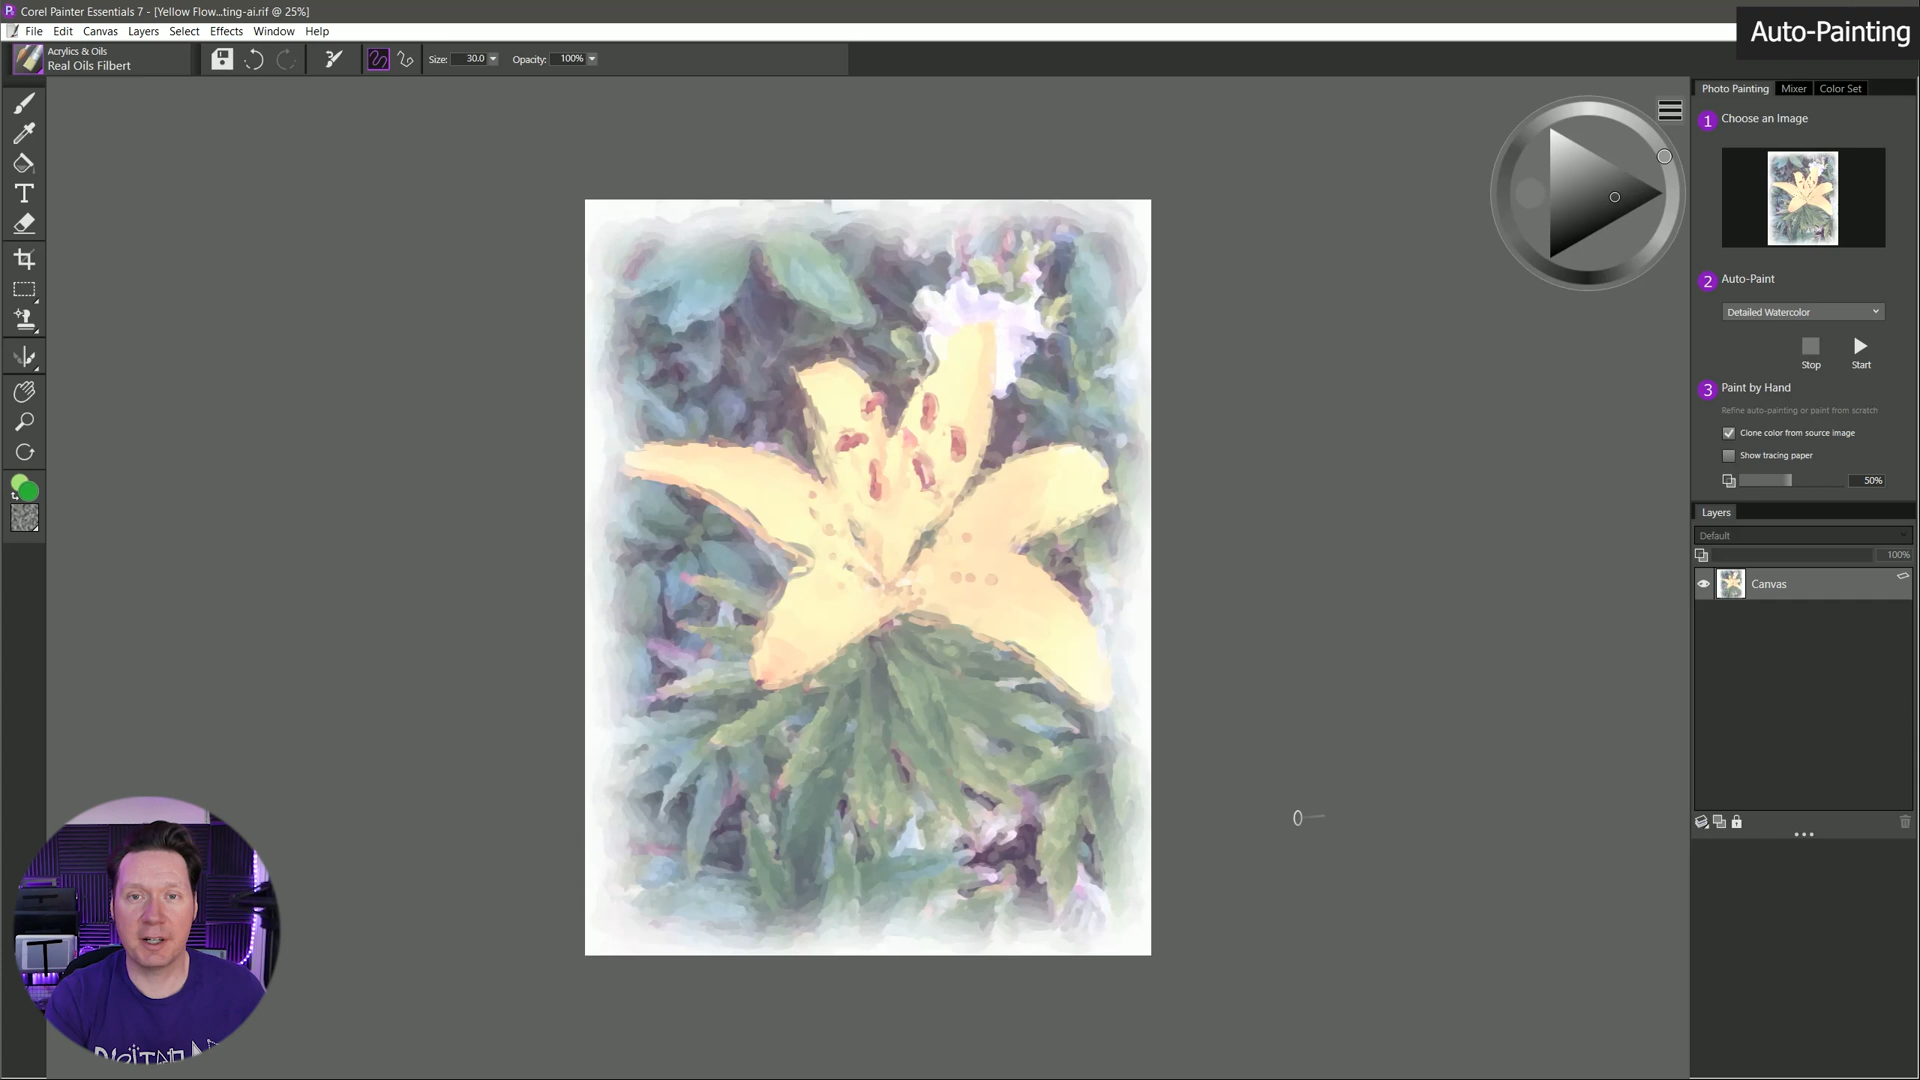 Corel Painter Essentials 7 - [Yellow Flow...ting-ai.rif @ 25%]
Auto-Painting
File Edit Canvas Layers Select Effects Window Help
Acrylics & Oils
Real Oils Filbert
Size: 30.0 Opacity: 100%
Photo Painting Mixer Color Set
1 Choose an Image
2 Auto-Paint
Detailed Watercolor
Stop Start
3 Paint by Hand
Refine auto-painting or paint from scratch
Clone color from source image
Show tracing paper
50%
Layers
Default
100%
Canvas